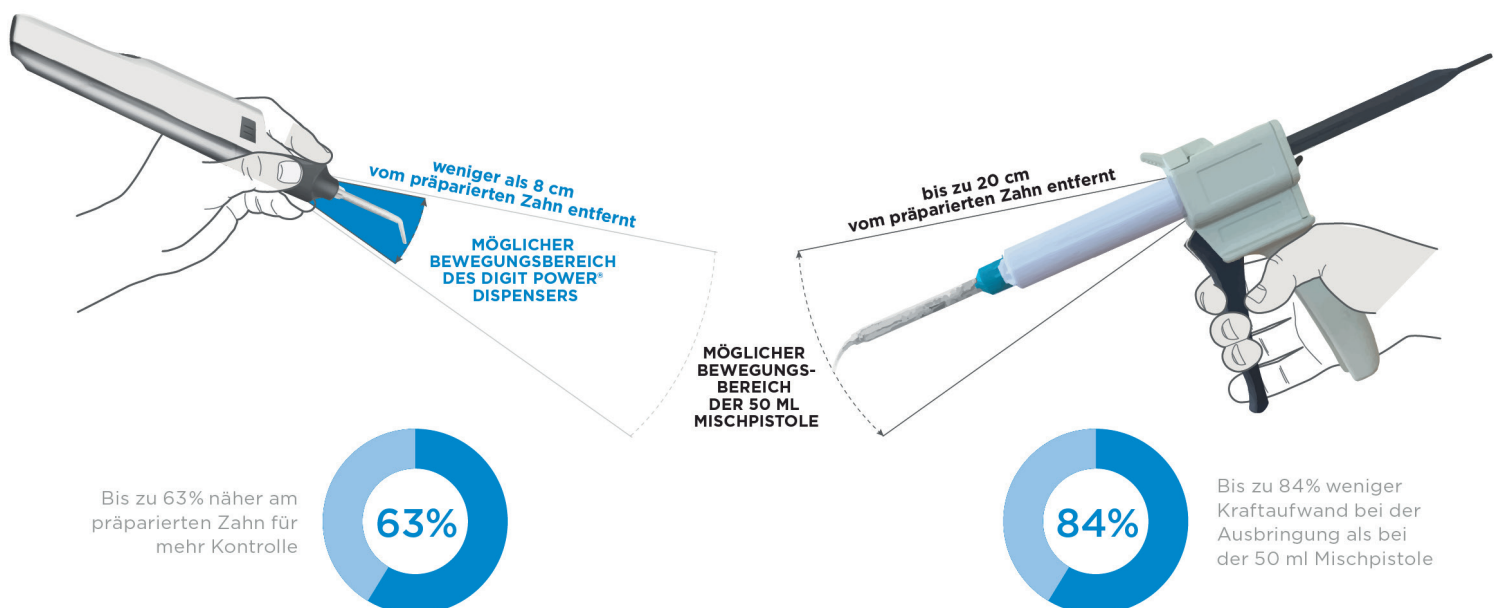 weniger als 8 cm
vom präparierten Zahn entfernt
MÖGLICHER
BEWEGUNGSBEREICH
DES DIGIT POWER®
DISPENSERS
bis zu 20 cm
vom präparierten Zahn entfernt
MÖGLICHER
BEWEGUNGS-
BEREICH
DER 50 ML
MISCHPISTOLE
Bis zu 63% näher am
präparierten Zahn für
mehr Kontrolle
63%
84%
Bis zu 84% weniger
Kraftaufwand bei der
Ausbringung als bei
der 50 ml Mischpistole